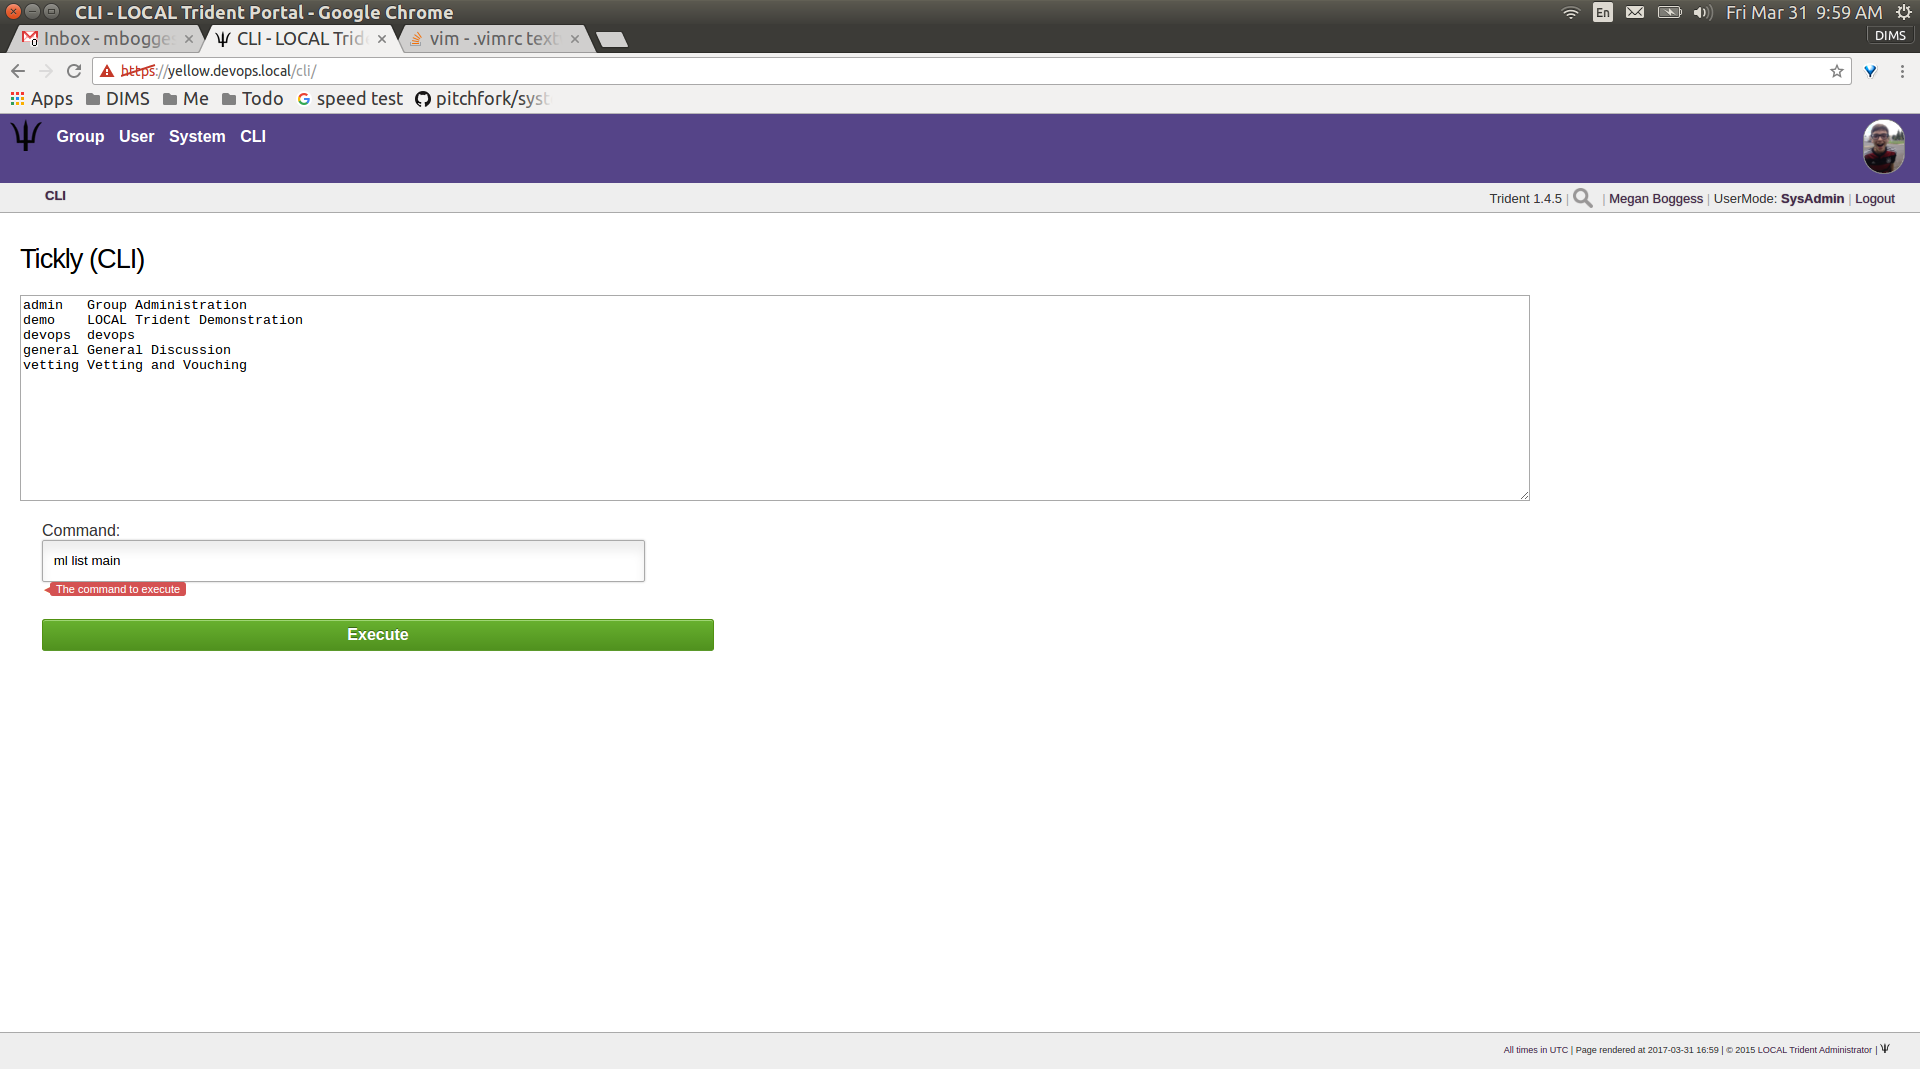 CLI - LOCAL Trident Portal - Google Chrome
En
Fri Mar 31 9:59 AM
Inbox - mbogges
CLI - LOCAL Trid
vim - .vimrc text
DIMS
https://yellow.devops.local/cli/
Apps DIMS Me Todo speed test pitchfork/syst
Group User System CLI
CLI
Trident 1.4.5 | | Megan Boggess | UserMode: SysAdmin | Logout
Tickly (CLI)
admin Group Administration
demo LOCAL Trident Demonstration
devops devops
general General Discussion
vetting Vetting and Vouching
Command:
ml list main
The command to execute
Execute
All times in UTC | Page rendered at 2017-03-31 16:59 | © 2015 LOCAL Trident Administrator |